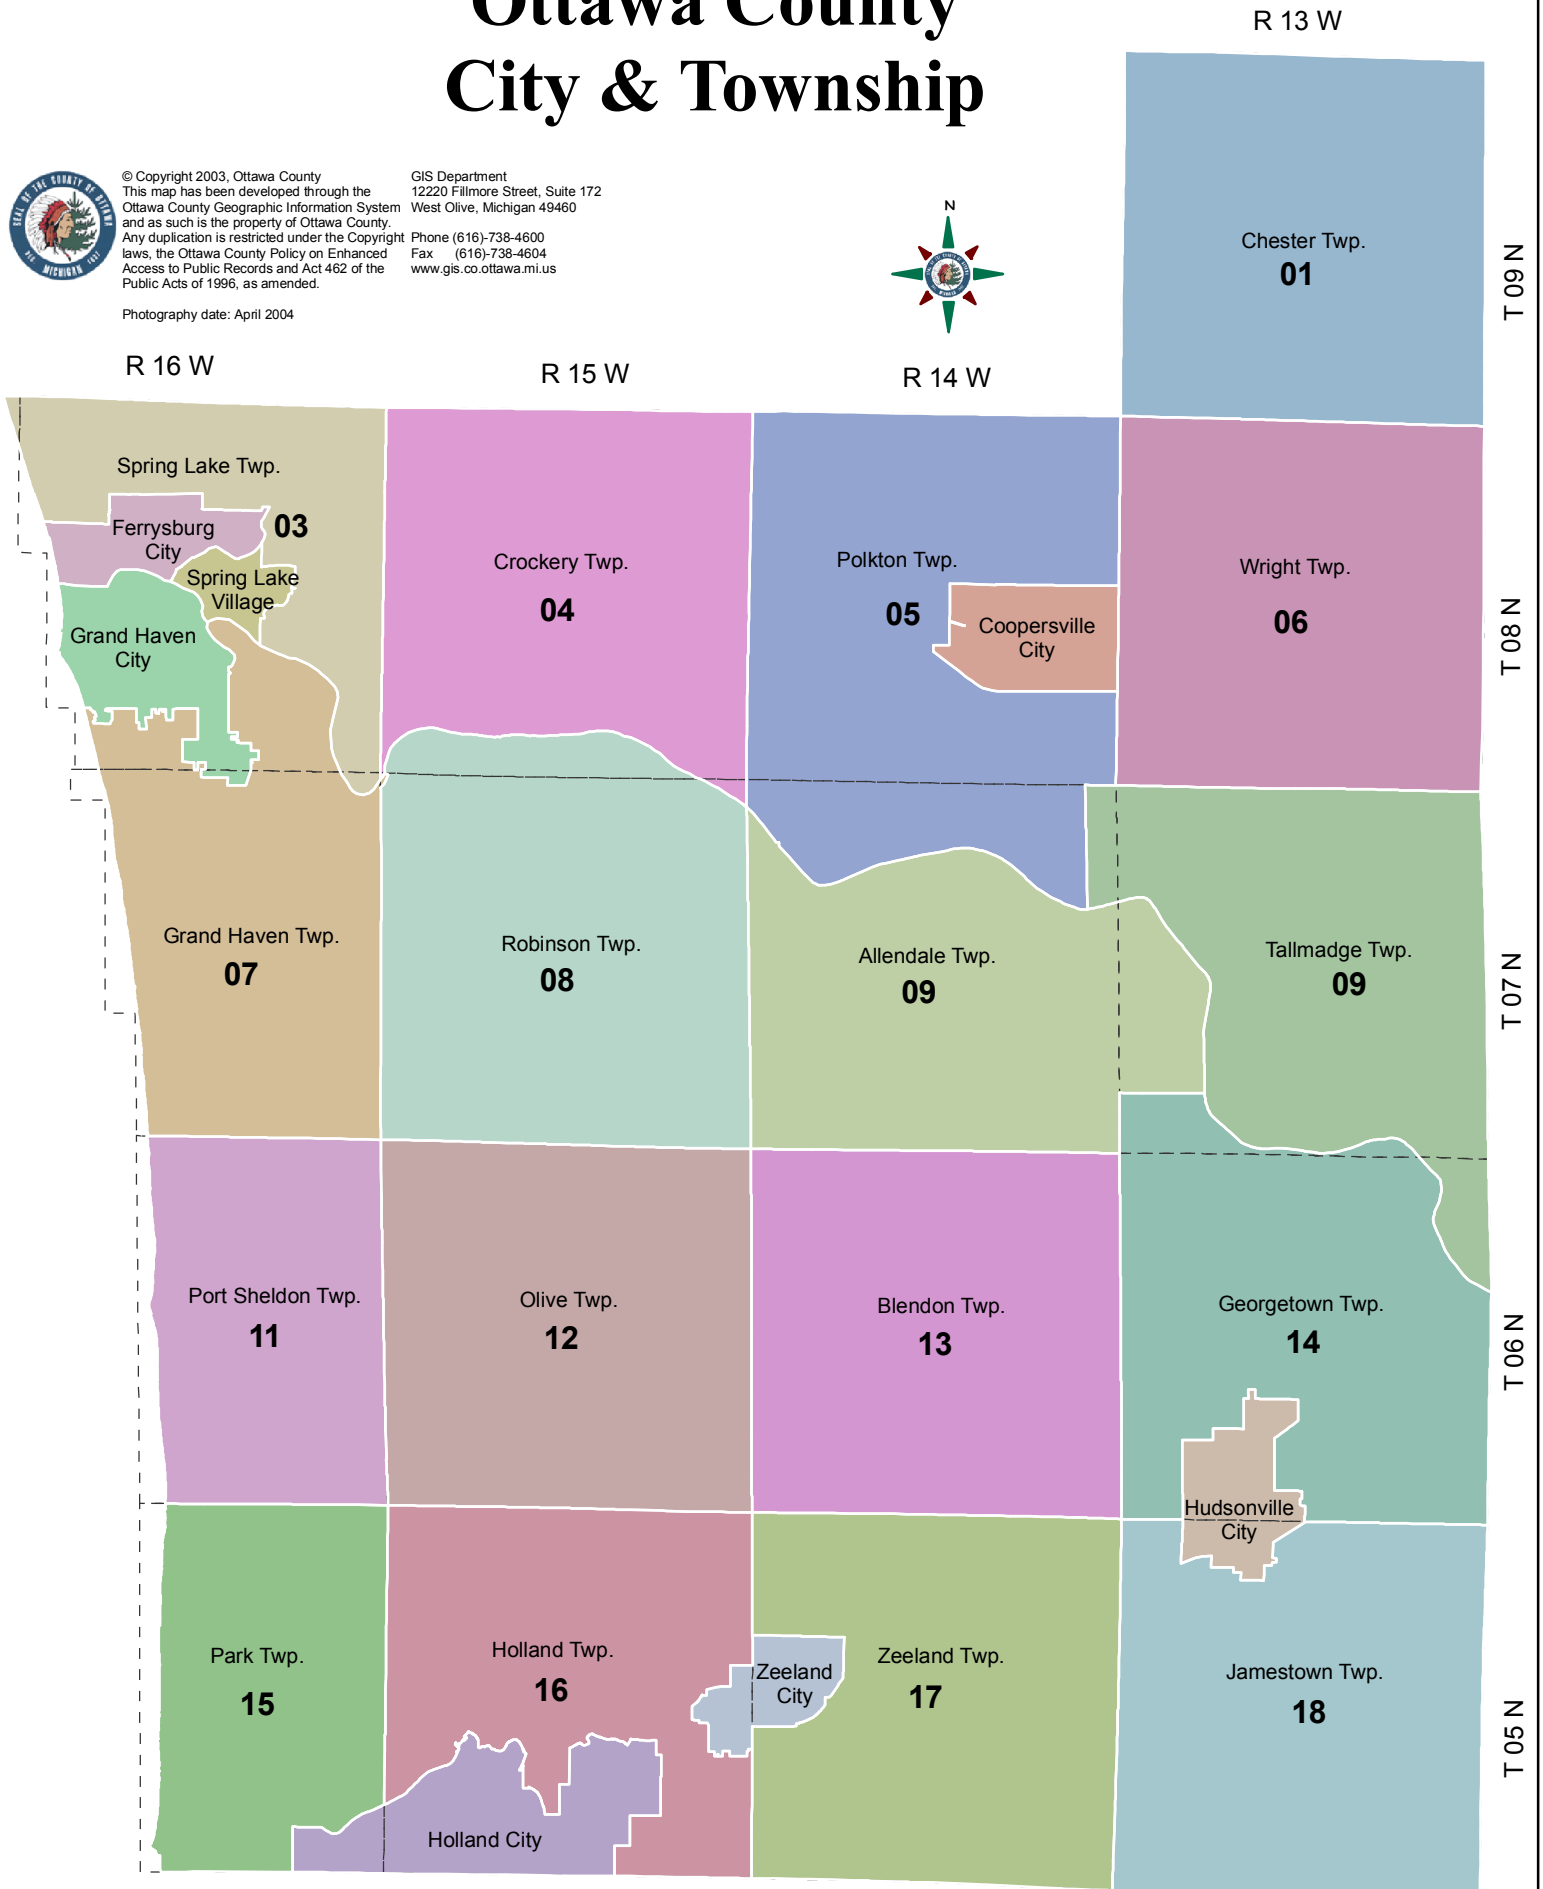 Ottawa County
City & Township
R 13 W
© Copyright 2003, Ottawa County
This map has been developed through the
Ottawa County Geographic Information System
and as such is the property of Ottawa County.
Any duplication is restricted under the Copyright
laws, the Ottawa County Policy on Enhanced
Access to Public Records and Act 462 of the
Public Acts of 1996, as amended.
Photography date: April 2004
GIS Department
12220 Fillmore Street, Suite 172
West Olive, Michigan 49460
Phone (616)-738-4600
Fax (616)-738-4604
www.gis.co.ottawa.mi.us
SEAL OF THE COUNTY OF OTTAWA
MICHIGAN
N
Chester Twp.
01
T 09 N
R 16 W
R 15 W
R 14 W
Spring Lake Twp.
03
Ferrysburg
City
Spring Lake
Village
Grand Haven
City
Crockery Twp.
04
Polkton Twp.
05
Coopersville
City
Wright Twp.
06
T 08 N
Grand Haven Twp.
07
Robinson Twp.
08
Allendale Twp.
09
Tallmadge Twp.
09
T 07 N
Port Sheldon Twp.
11
Olive Twp.
12
Blendon Twp.
13
Georgetown Twp.
14
T 06 N
Hudsonville
City
Park Twp.
15
Holland Twp.
16
Zeeland
City
Zeeland Twp.
17
Jamestown Twp.
18
T 05 N
Holland City